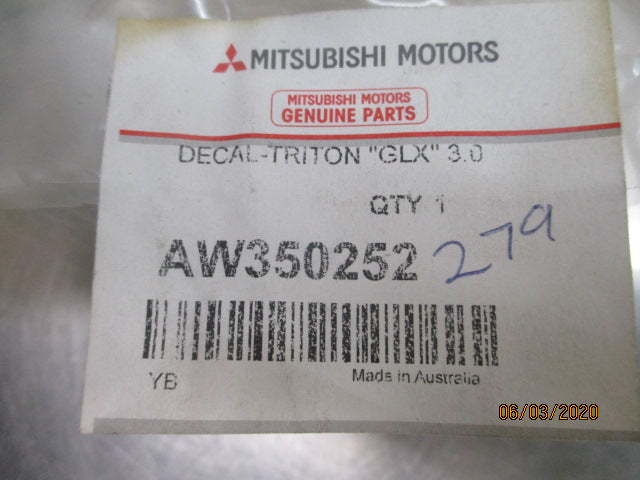 MITSUBISHI MOTORS
MITSUBISHI MOTORS
GENUINE PARTS
DECAL-TRITON "GLX" 3.0
QTY 1
AW350252 279
YB Made in Australia
06/03/2020